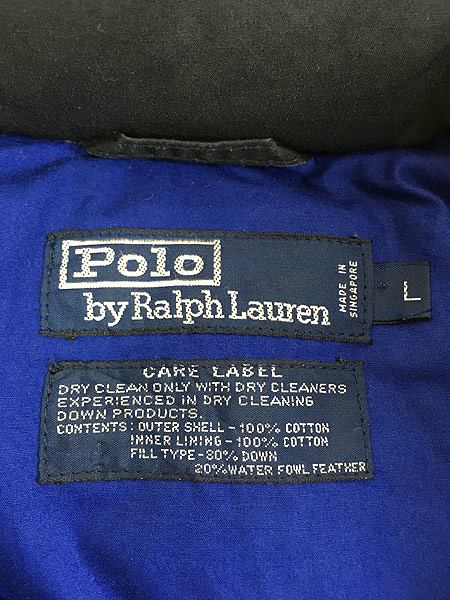 Polo
by Ralph Lauren
MADE IN
SINGAPORE
L
CARE LABEL
DRY CLEAN ONLY WITH DRY CLEANERS
EXPERIENCED IN DRY CLEANING
DOWN PRODUCTS.
CONTENTS: OUTER SHELL-100% COTTON
INNER LINING-100% COTTON
FILL TYPE-80% DOWN
20% WATER FOWL FEATHER